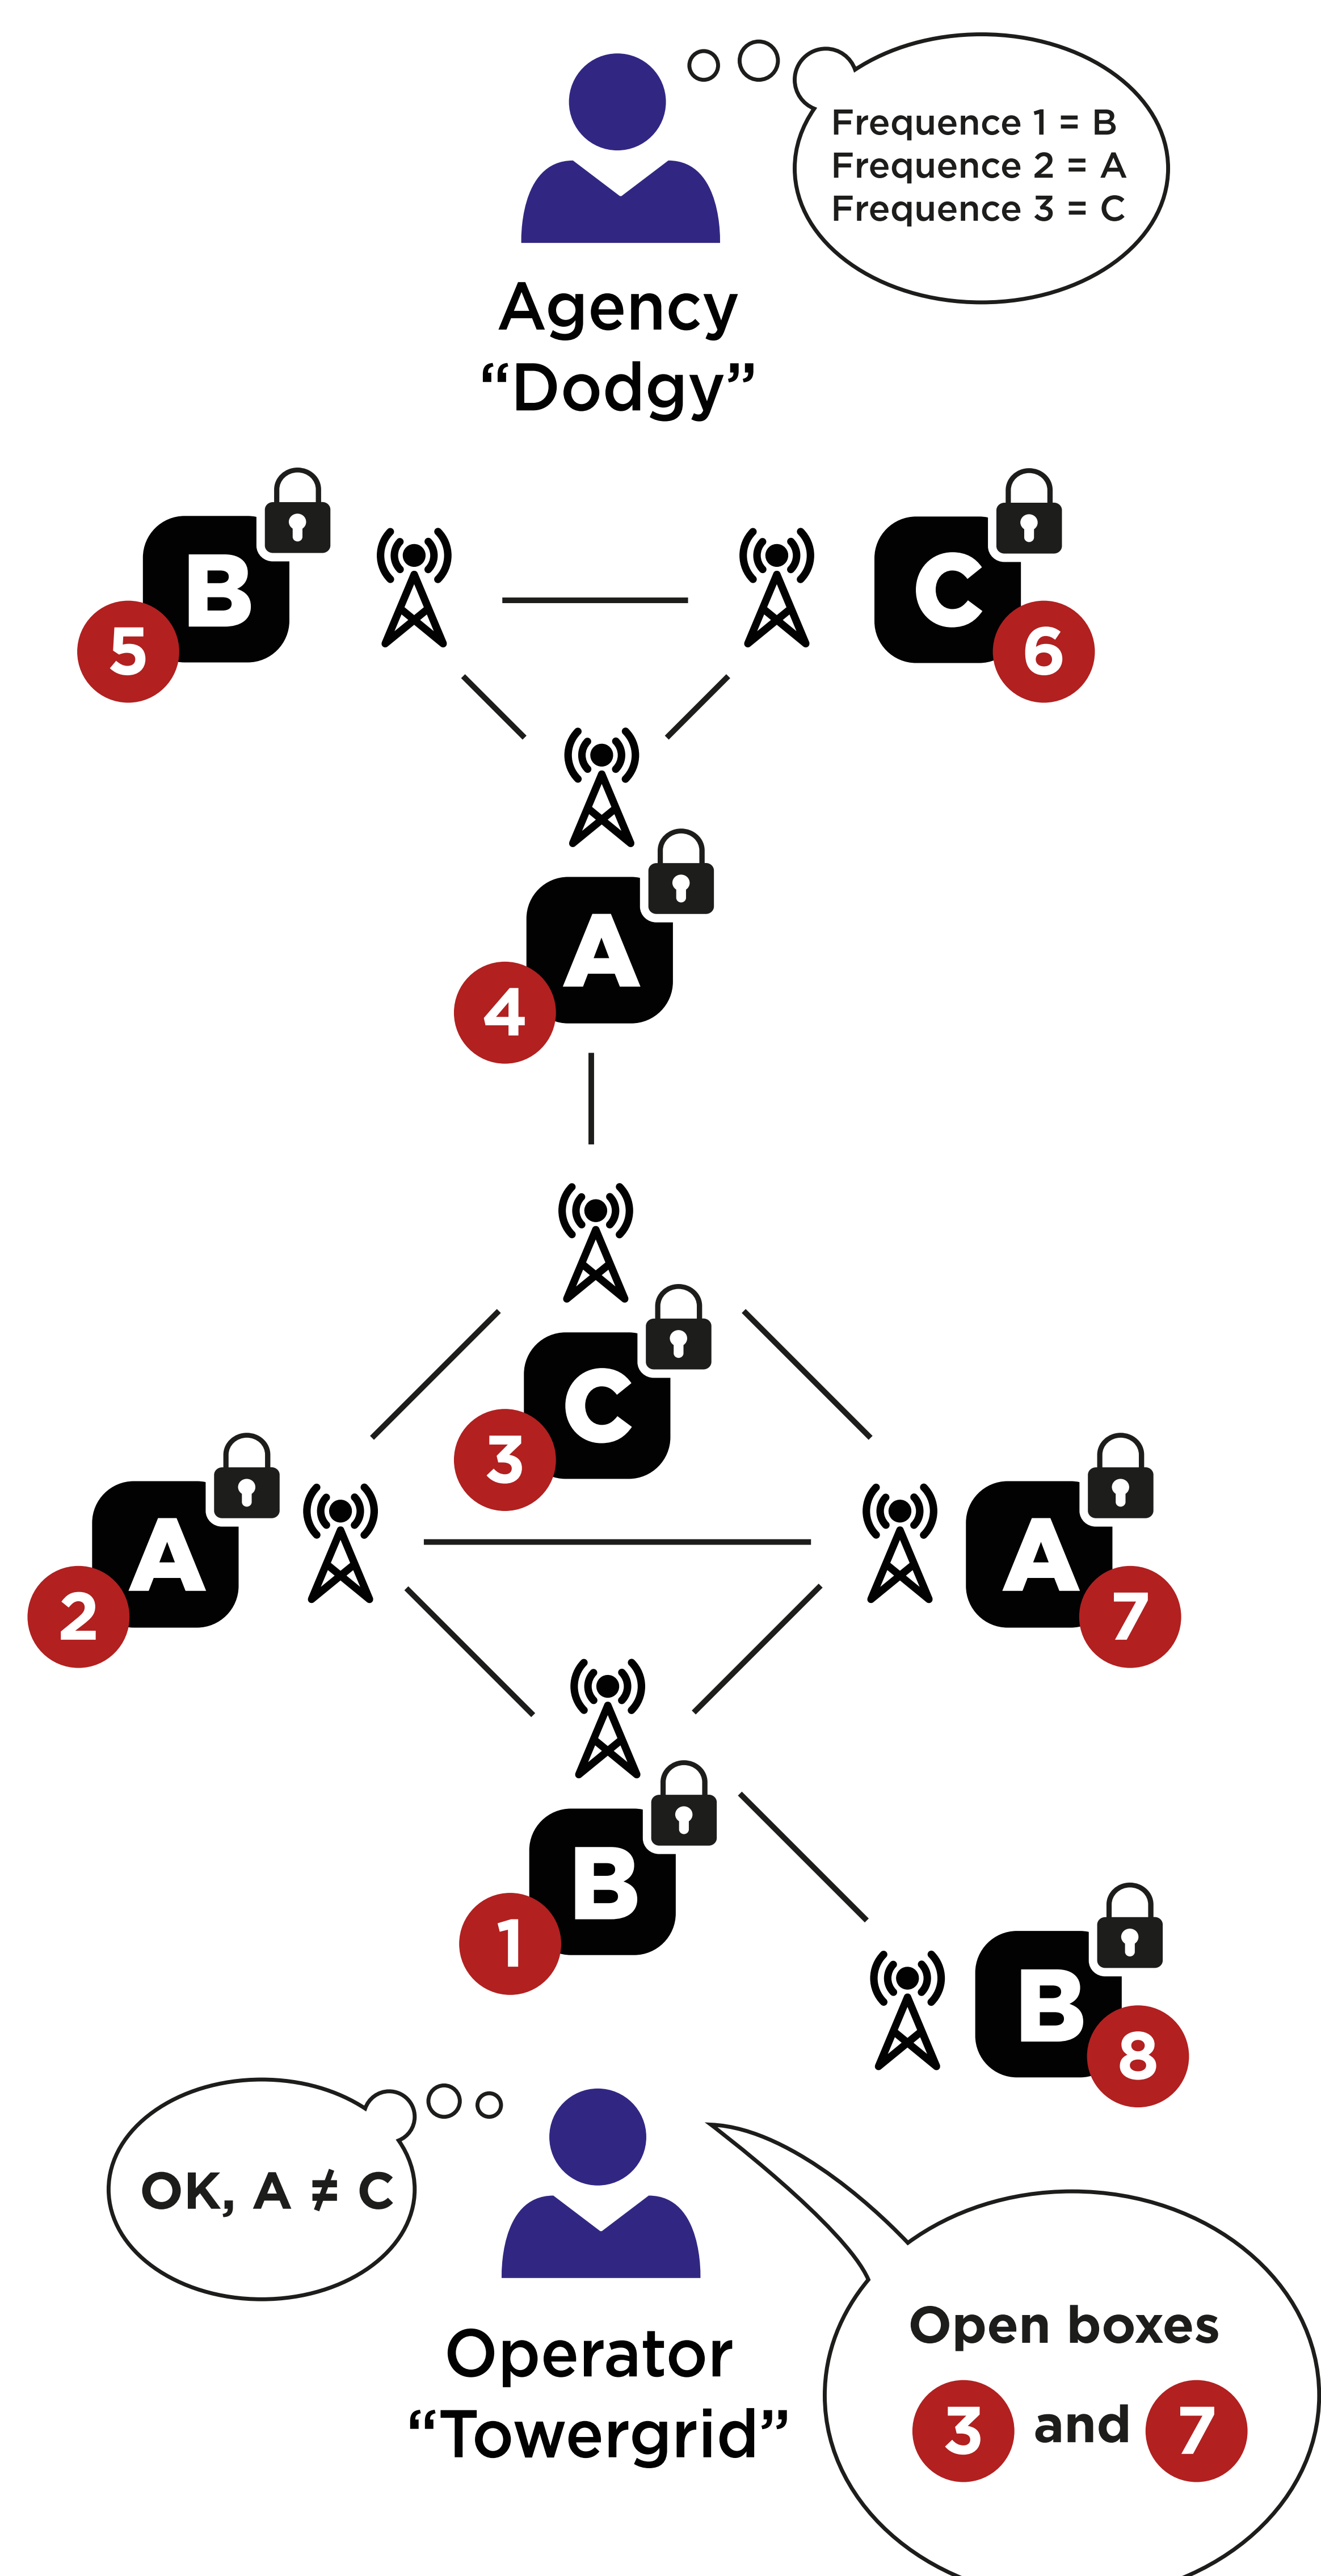 Frequence 1 = B
Frequence 2 = A
Frequence 3 = C
Agency
“Dodgy”
B
5
C
6
A
4
C
3
A
2
A
7
B
1
B
8
OK, A ≠ C
Operator
“Towergrid”
Open boxes
3 and 7